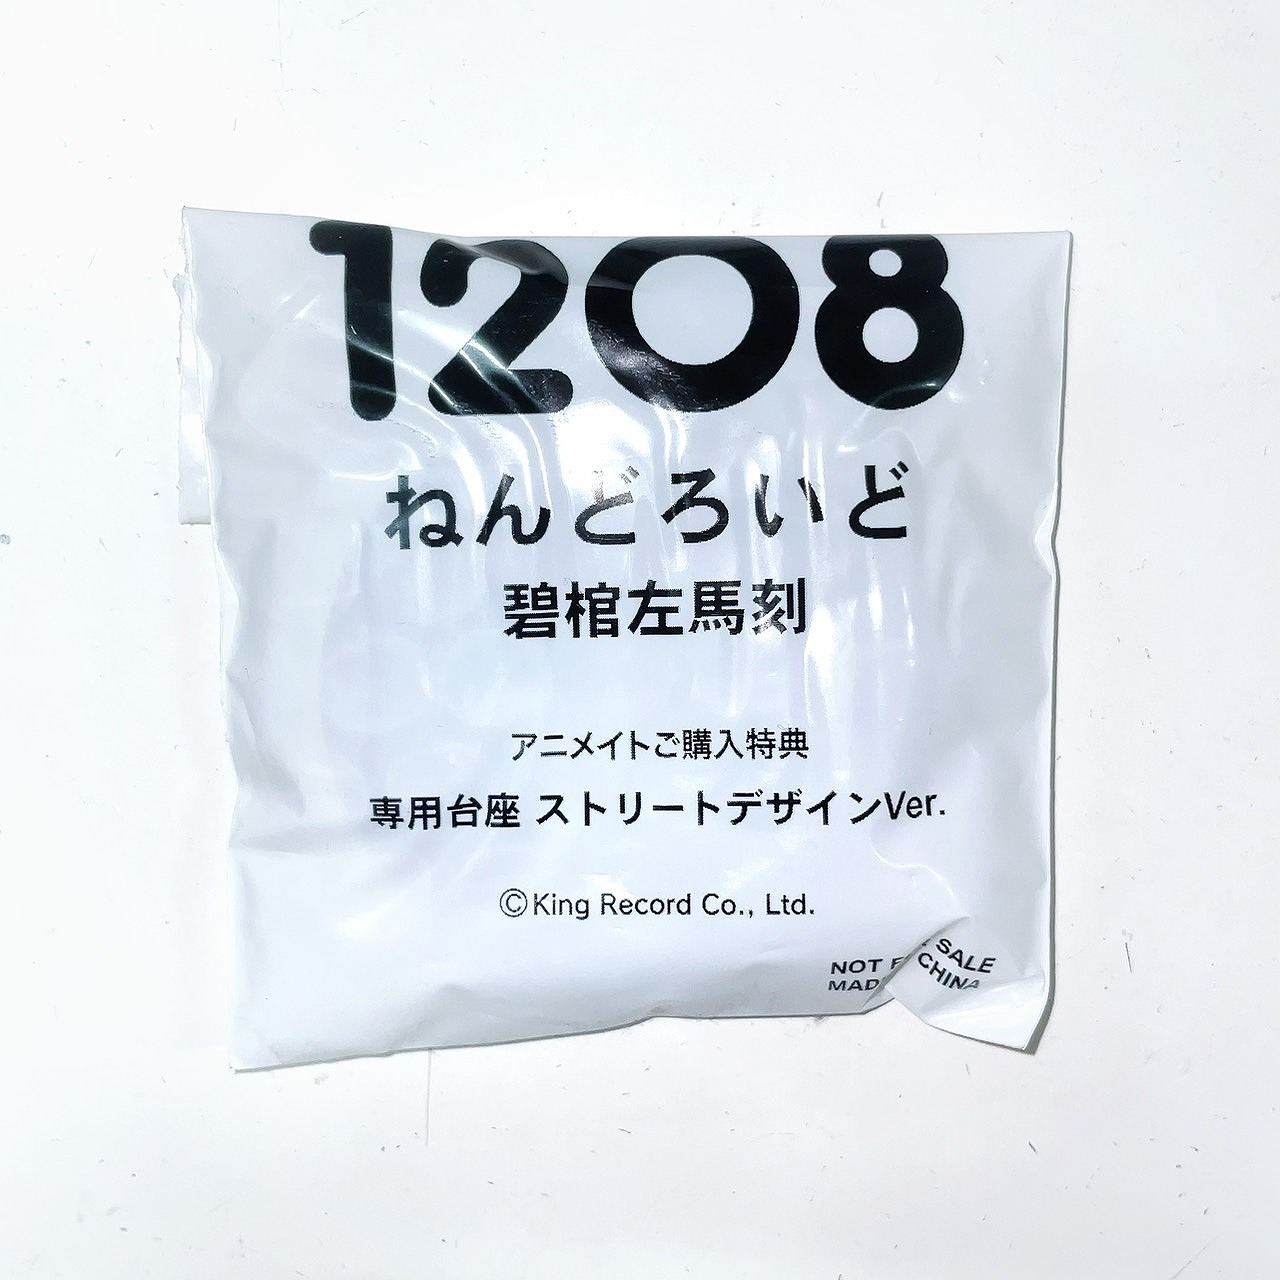 1208
ねんどろいど
碧棺左馬刻
アニメイトご購入特典
専用台座 ストリートデザインVer.
©King Record Co., Ltd.
NOT SALE
CHINA